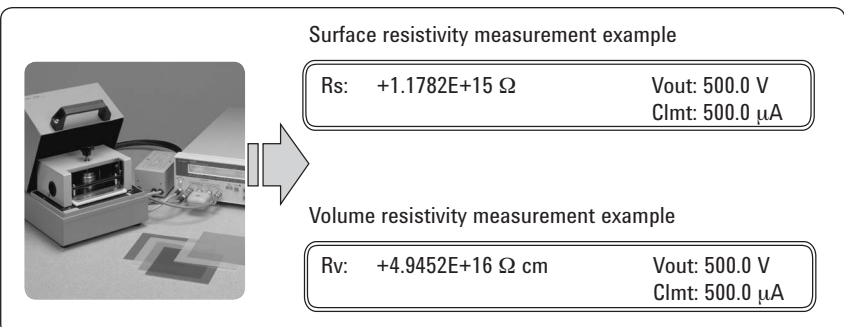 Surface resistivity measurement example
Rs: +1.1782E+15 Ω Vout: 500.0 V
Clmt: 500.0 µA
Volume resistivity measurement example
Rv: +4.9452E+16 Ω cm Vout: 500.0 V
Clmt: 500.0 µA